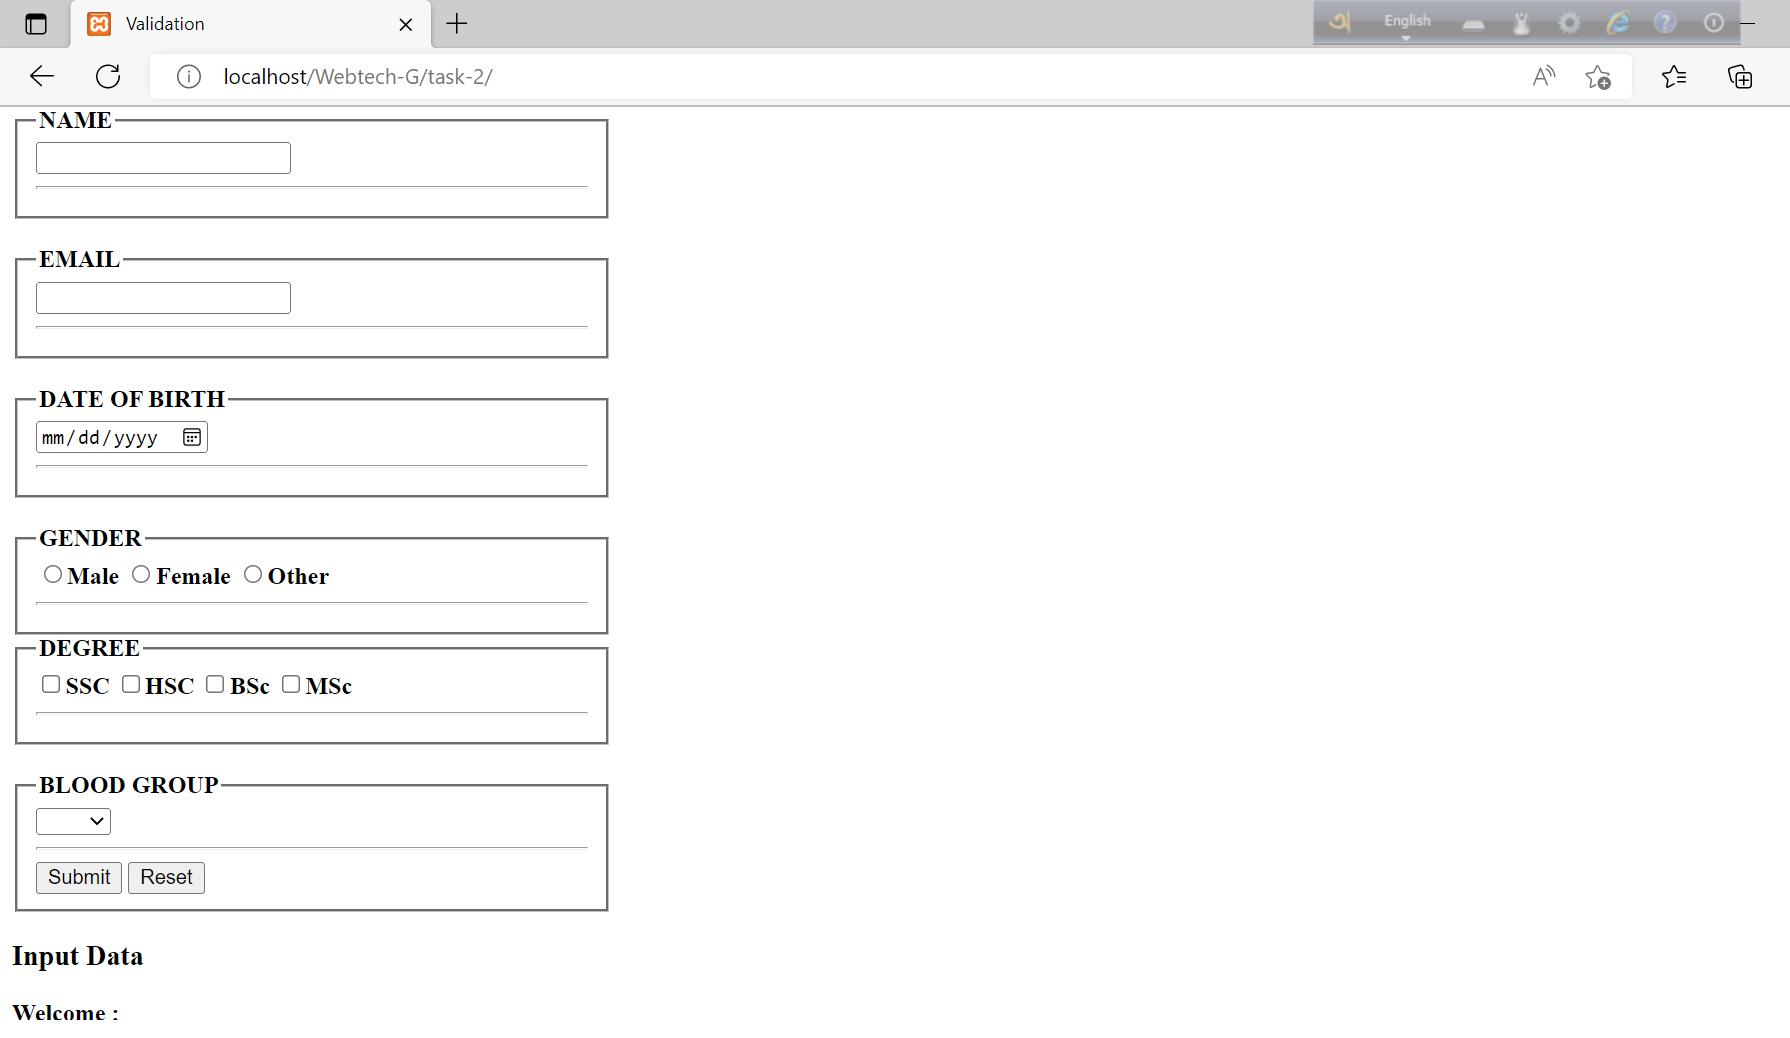 Validation
অ English
localhost/Webtech-G/task-2/
NAME
EMAIL
DATE OF BIRTH
mm/dd/yyyy
GENDER
Male Female Other
DEGREE
SSC HSC BSc MSc
BLOOD GROUP
Submit Reset
Input Data
Welcome :